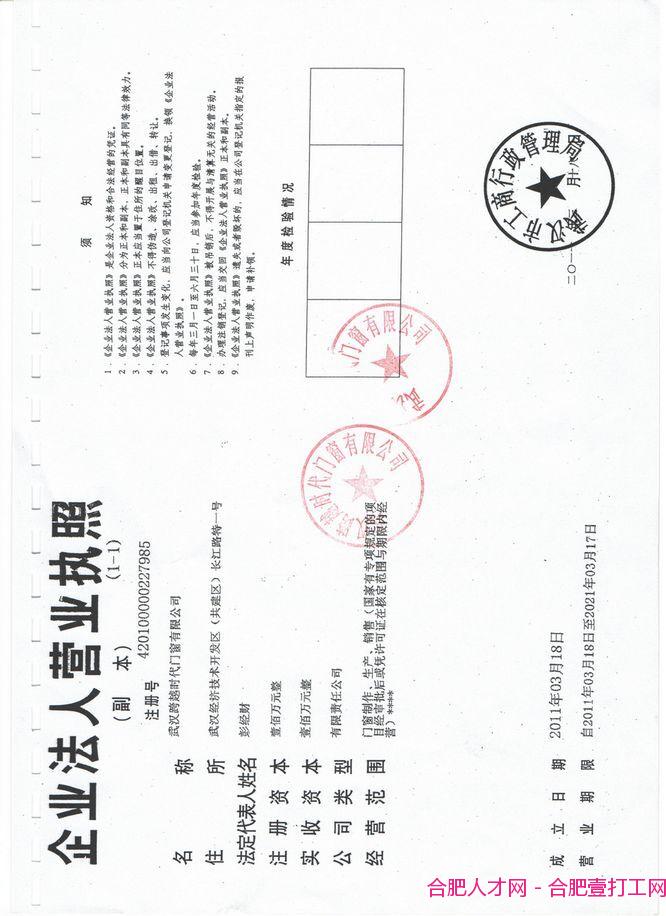 企业法人营业执照
(副 本)
(1-1)
注册号 420100000227985
名称 武汉跨越时代门窗有限公司
住所 武汉经济技术开发区（共建区）长江路特一号
法定代表人姓名 彭经财
注册资本 壹佰万元整
实收资本 壹佰万元整
公司类型 有限责任公司
经营范围 门窗制作、生产、销售（国家有专项规定的项
目经审批后或凭许可证在核定范围与期限内经
营）****
成立日期 2011年03月18日
营业期限 自2011年03月18日至2021年03月17日
须 知
1．《企业法人营业执照》是企业法人资格和合法经营的凭证。
2．《企业法人营业执照》分为正本和副本，正本和副本具有同等法律效力。
3．《企业法人营业执照》正本应当置于住所的醒目位置。
4．《企业法人营业执照》不得伪造、涂改、出租、出借、转让。
5．登记事项发生变化，应当向公司登记机关申请变更登记，换领《企业法
人营业执照》。
6．每年三月一日至六月三十日，应当参加年度检验。
7．《企业法人营业执照》被吊销后，不得开展与清算无关的经营活动。
8．办理注销登记，应当交回《企业法人营业执照》正本和副本。
9．《企业法人营业执照》遗失或者毁坏的，应当在公司登记机关指定的报
刊上声明作废，申请补领。
年度检验情况
武汉市工商行政管理局
二〇一
月十八
跨越时代门窗有限公司
门窗有限公司
合肥人才网 - 合肥壹打工网